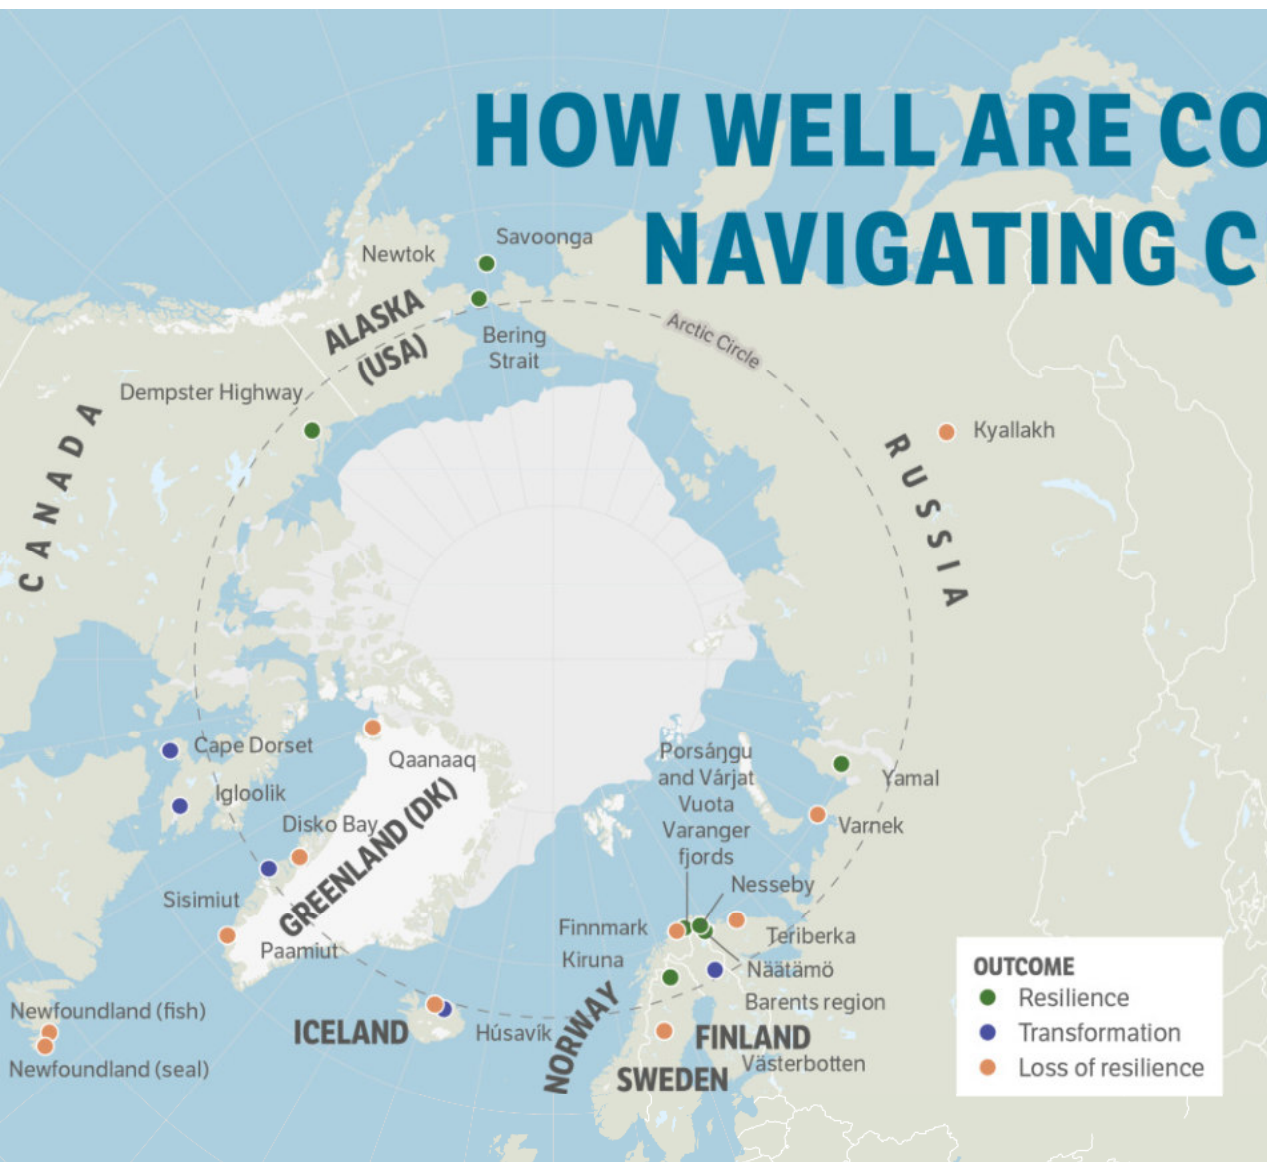 HOW WELL ARE CO
NAVIGATING C
Savoonga
Newtok
ALASKA
(USA)
Bering
Strait
Arctic Circle
Dempster Highway
CANADA
Kyallakh
RUSSIA
Cape Dorset
Igloolik
Qaanaaq
Disko Bay
GREENLAND (DK)
Sisimiut
Paamiut
Porsáŋgu
and Várjat
Vuota
Varanger
fjords
Yamal
Varnek
Nesseby
Finnmark
Teriberka
Kiruna
Näätämö
Barents region
NORWAY
FINLAND
Västerbotten
SWEDEN
Newfoundland (fish)
Newfoundland (seal)
ICELAND
Húsavík
OUTCOME
Resilience
Transformation
Loss of resilience